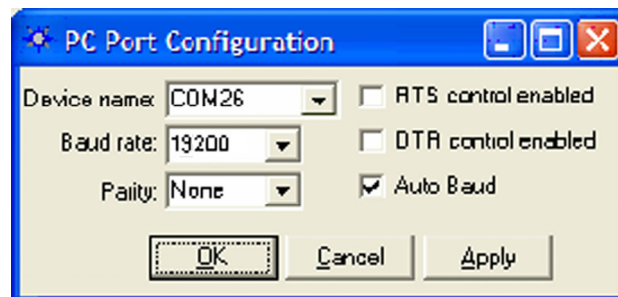 PC Port Configuration
Device name: COM26
RTS control enabled
Baud rate: 19200
DTR control enabled
Parity: None
Auto Baud
OK Cancel Apply